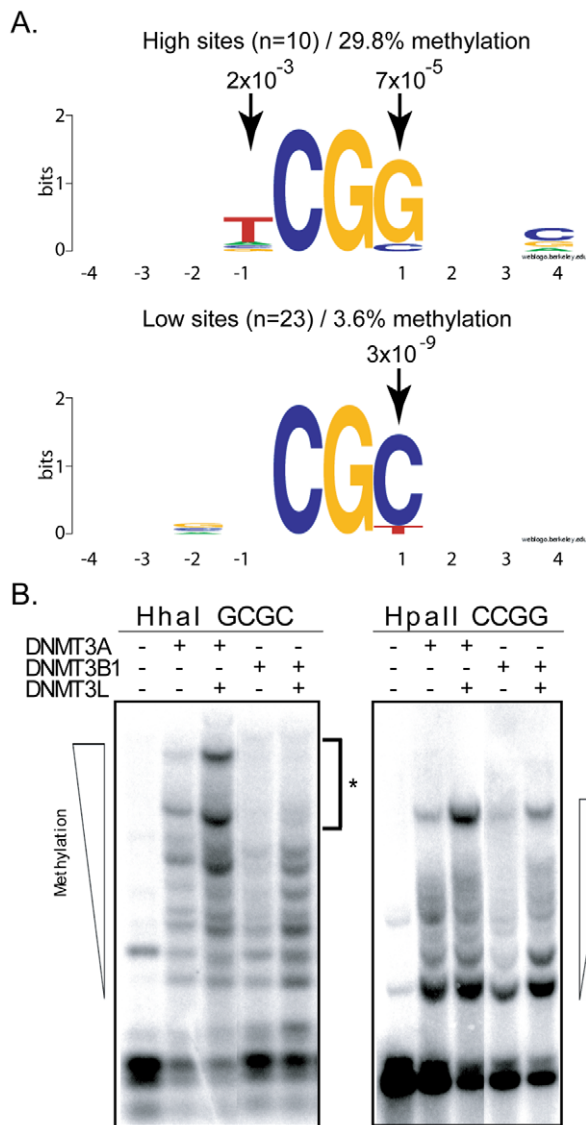 A.
High sites (n=10) / 29.8% methylation
2x10-3 7x10-5
2
bits
1
0
T CGG C C G A
weblogo.berkeley.edu
-4 -3 -2 -1 1 2 3 4
Low sites (n=23) / 3.6% methylation
3x10-9
2
bits
1
0
CGC T
weblogo.berkeley.edu
-4 -3 -2 -1 1 2 3 4
B.
HhaI GCGC HpaII CCGG
DNMT3A - + + - - - + + - -
DNMT3B1 - - - + + - - - + +
DNMT3L - - + - + - - + - +
Methylation
*